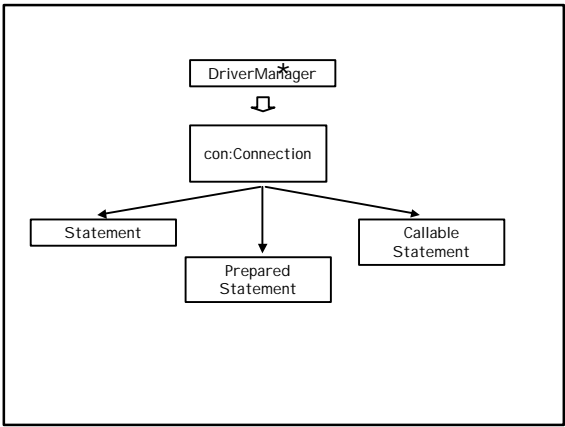 DriverManager*
con:Connection
Statement
Callable
Statement
Prepared
Statement